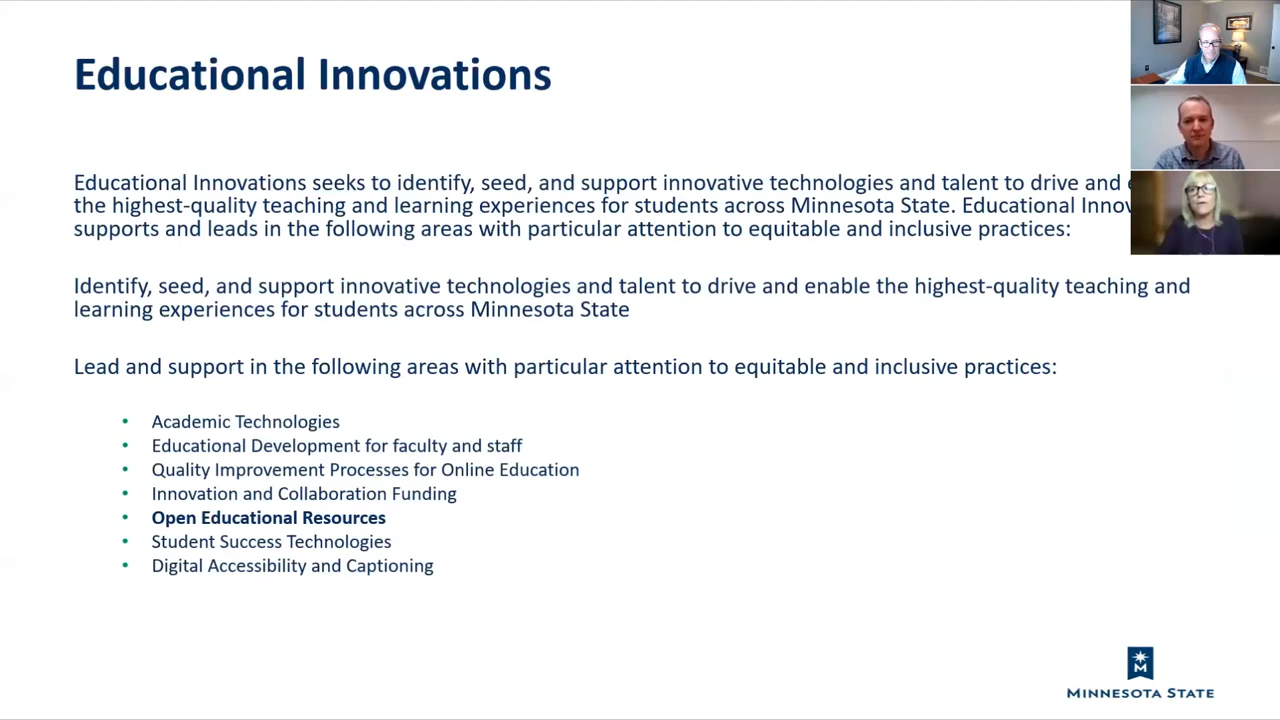 Educational Innovations
Educational Innovations seeks to identify, seed, and support innovative technologies and talent to drive and
the highest-quality teaching and learning experiences for students across Minnesota State. Educational
supports and leads in the following areas with particular attention to equitable and inclusive practices:
Identify, seed, and support innovative technologies and talent to drive and enable the highest-quality teaching and
learning experiences for students across Minnesota State
Lead and support in the following areas with particular attention to equitable and inclusive practices:
• Academic Technologies
• Educational Development for faculty and staff
• Quality Improvement Processes for Online Education
• Innovation and Collaboration Funding
• Open Educational Resources
• Student Success Technologies
• Digital Accessibility and Captioning
M
MINNESOTA STATE